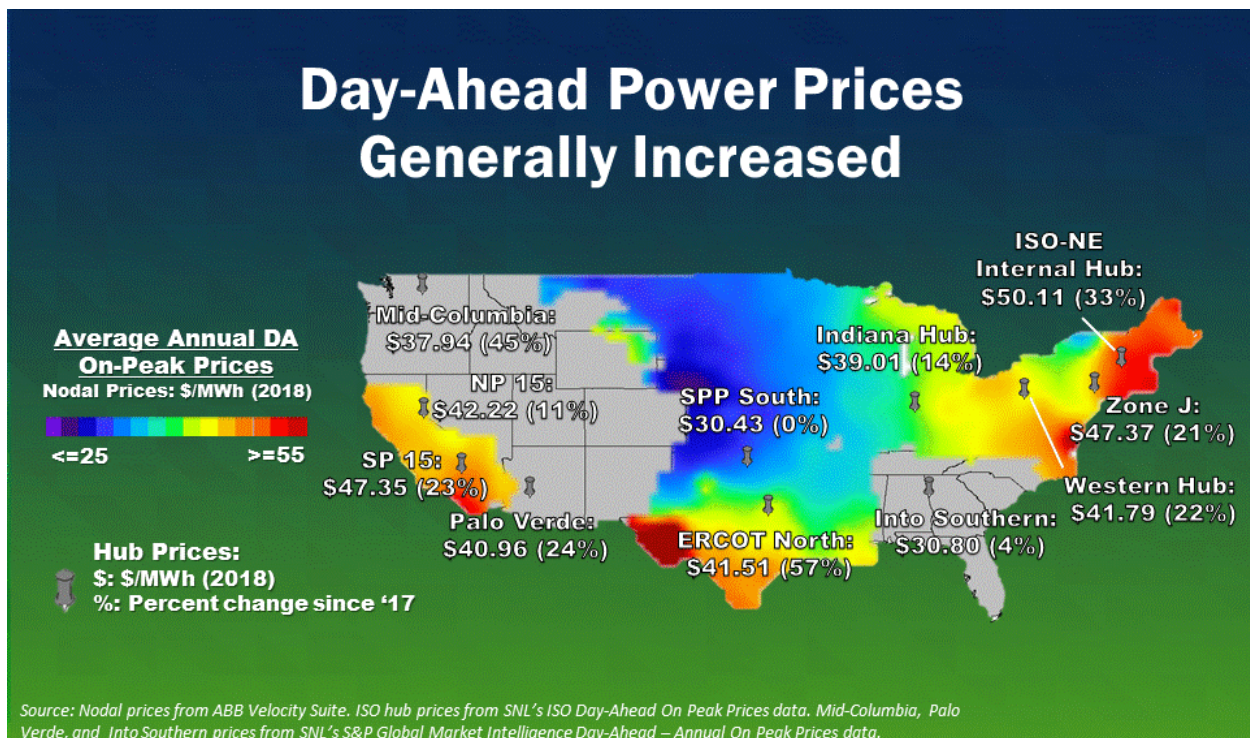 Day-Ahead Power Prices
Generally Increased
ISO-NE
Internal Hub:
$50.11 (33%)
Mid-Columbia:
$37.94 (45%)
Indiana Hub:
$39.01 (14%)
Average Annual DA
On-Peak Prices
Nodal Prices: $/MWh (2018)
<=25
>=55
NP 15:
$42.22 (11%)
SPP South:
$30.43 (0%)
Zone J:
$47.37 (21%)
SP 15:
$47.35 (23%)
Western Hub:
$41.79 (22%)
Palo Verde:
$40.96 (24%)
ERCOT North:
$41.51 (57%)
Into Southern:
$30.80 (4%)
Hub Prices:
$: $/MWh (2018)
%: Percent change since ‘17
Source: Nodal prices from ABB Velocity Suite. ISO hub prices from SNL’s ISO Day-Ahead On Peak Prices data. Mid-Columbia, Palo
Verde, and Into Southern prices from SNL’s S&P Global Market Intelligence Day-Ahead – Annual On Peak Prices data.